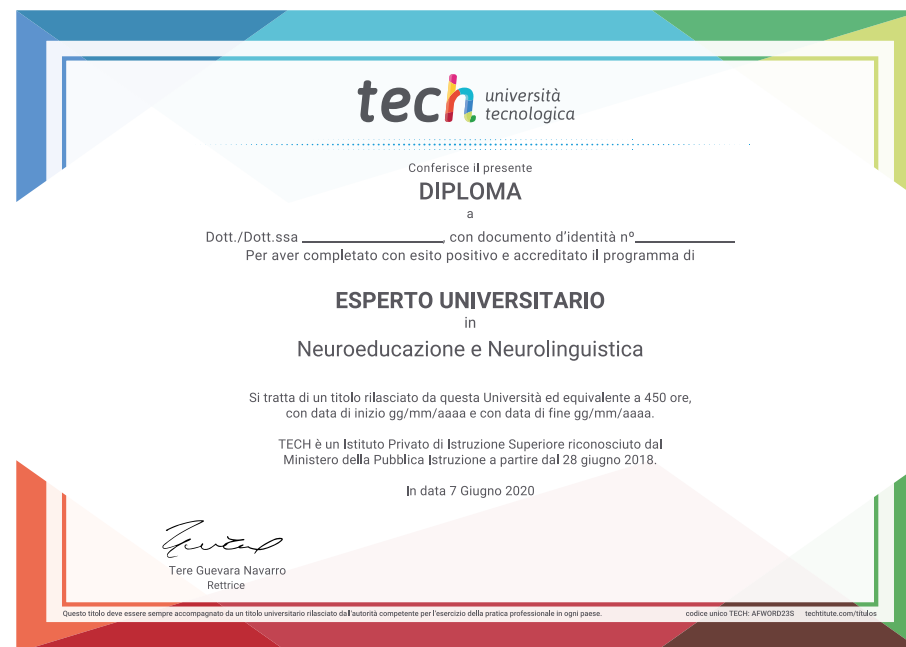 tech università
tecnologica
Conferisce il presente
DIPLOMA
a
Dott./Dott.ssa ____________________, con documento d'identità nº______________
Per aver completato con esito positivo e accreditato il programma di
ESPERTO UNIVERSITARIO
in
Neuroeducazione e Neurolinguistica
Si tratta di un titolo rilasciato da questa Università ed equivalente a 450 ore,
con data di inizio gg/mm/aaaa e con data di fine gg/mm/aaaa.
TECH è un Istituto Privato di Istruzione Superiore riconosciuto dal
Ministero della Pubblica Istruzione a partire dal 28 giugno 2018.
In data 7 Giugno 2020
Tere Guevara Navarro
Rettrice
Questo titolo deve essere sempre accompagnato da un titolo universitario rilasciato dall'autorità competente per l'esercizio della pratica professionale in ogni paese. codice unico TECH: AFWORD23S techtitute.com/titulos